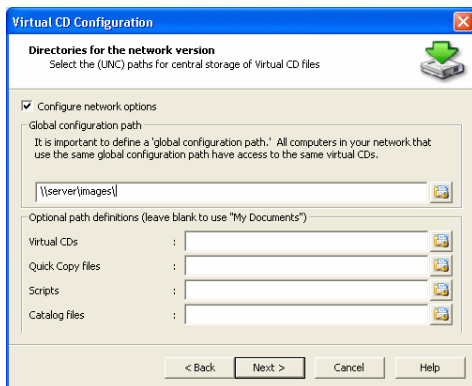 Virtual CD Configuration
Directories for the network version
Select the (UNC) paths for central storage of Virtual CD files
Configure network options
Global configuration path
It is important to define a 'global configuration path.' All computers in your network that
use the same global configuration path have access to the same virtual CDs.
\\server\images\
Optional path definitions (leave blank to use "My Documents")
Virtual CDs :
Quick Copy files :
Scripts :
Catalog files :
< Back Next > Cancel Help